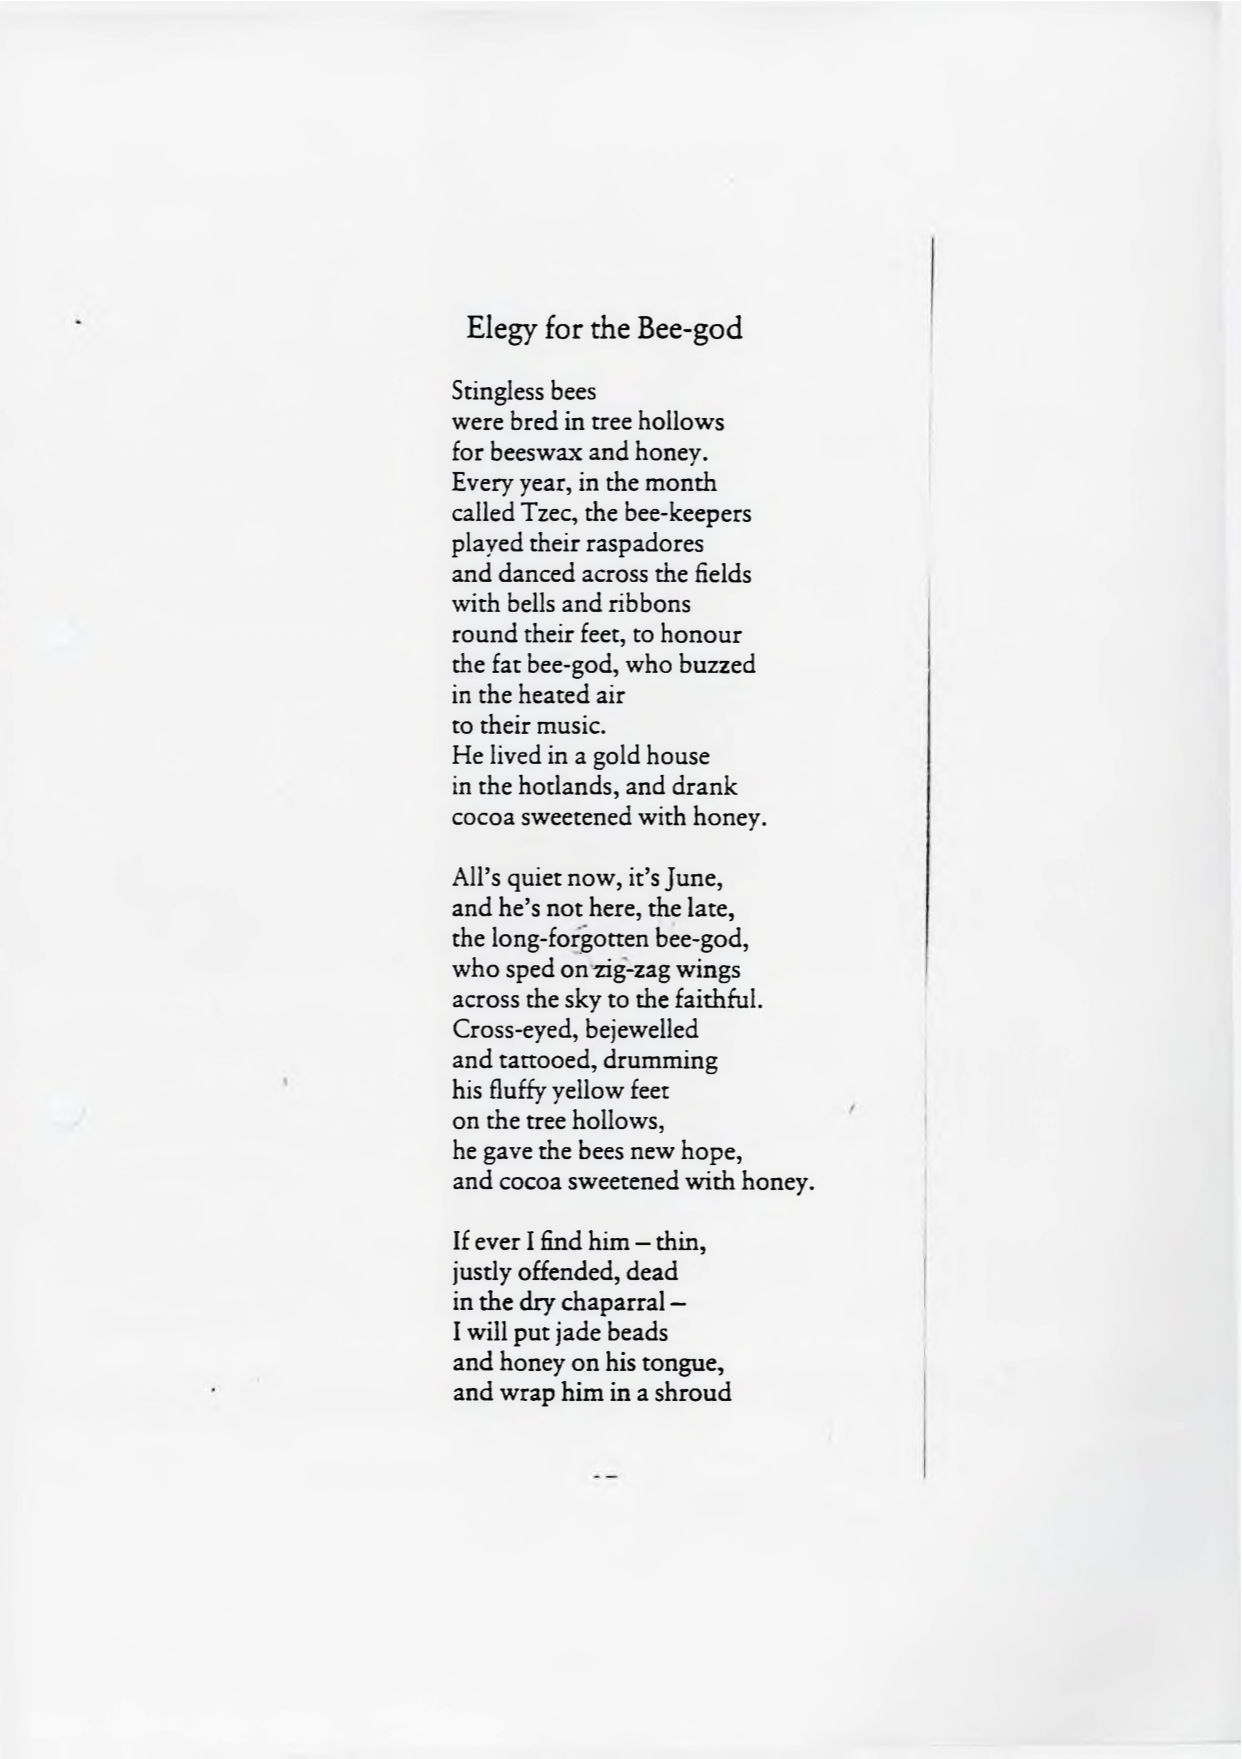 Elegy for the Bee-god
Stingless bees
were bred in tree hollows
for beeswax and honey.
Every year, in the month
called Tzec, the bee-keepers
played their raspadores
and danced across the fields
with bells and ribbons
round their feet, to honour
the fat bee-god, who buzzed
in the heated air
to their music.
He lived in a gold house
in the hotlands, and drank
cocoa sweetened with honey.
All's quiet now, it's June,
and he's not here, the late,
the long-forgotten bee-god,
who sped on zig-zag wings
across the sky to the faithful.
Cross-eyed, bejewelled
and tattooed, drumming
his fluffy yellow feet
on the tree hollows,
he gave the bees new hope,
and cocoa sweetened with honey.
If ever I find him – thin,
justly offended, dead
in the dry chaparral –
I will put jade beads
and honey on his tongue,
and wrap him in a shroud